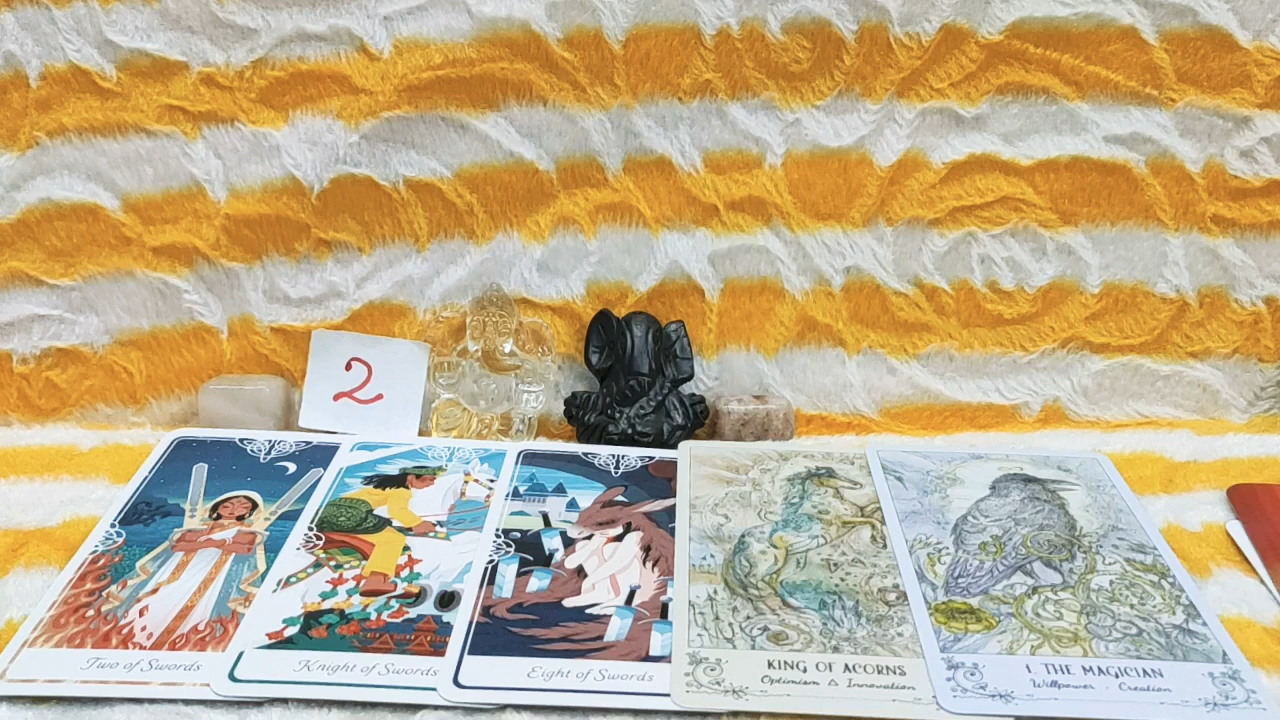 2
Two of Swords
Knight of Swords
Eight of Swords
KING OF ACORNS
Optimism Δ Innovation
1. THE MAGICIAN
Willpower · Creation